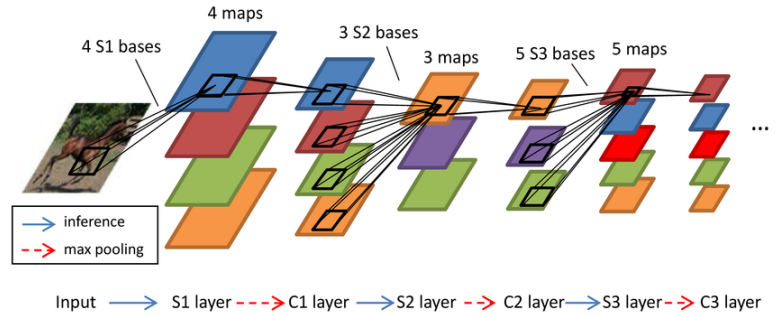 4 maps
4 S1 bases
3 S2 bases
3 maps
5 S3 bases
5 maps
...
inference
max pooling
Input S1 layer C1 layer S2 layer C2 layer S3 layer C3 layer